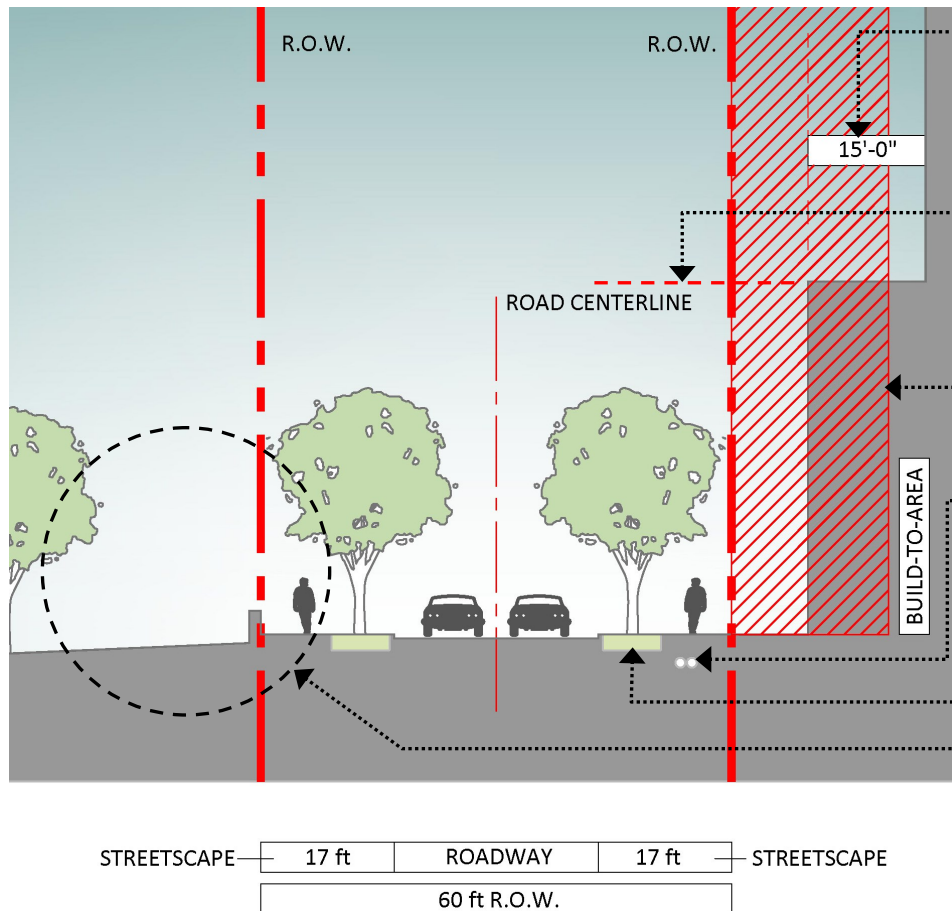 R.O.W.
R.O.W.
15'-0"
ROAD CENTERLINE
BUILD-TO-AREA
STREETSCAPE
17 ft
ROADWAY
17 ft
STREETSCAPE
60 ft R.O.W.